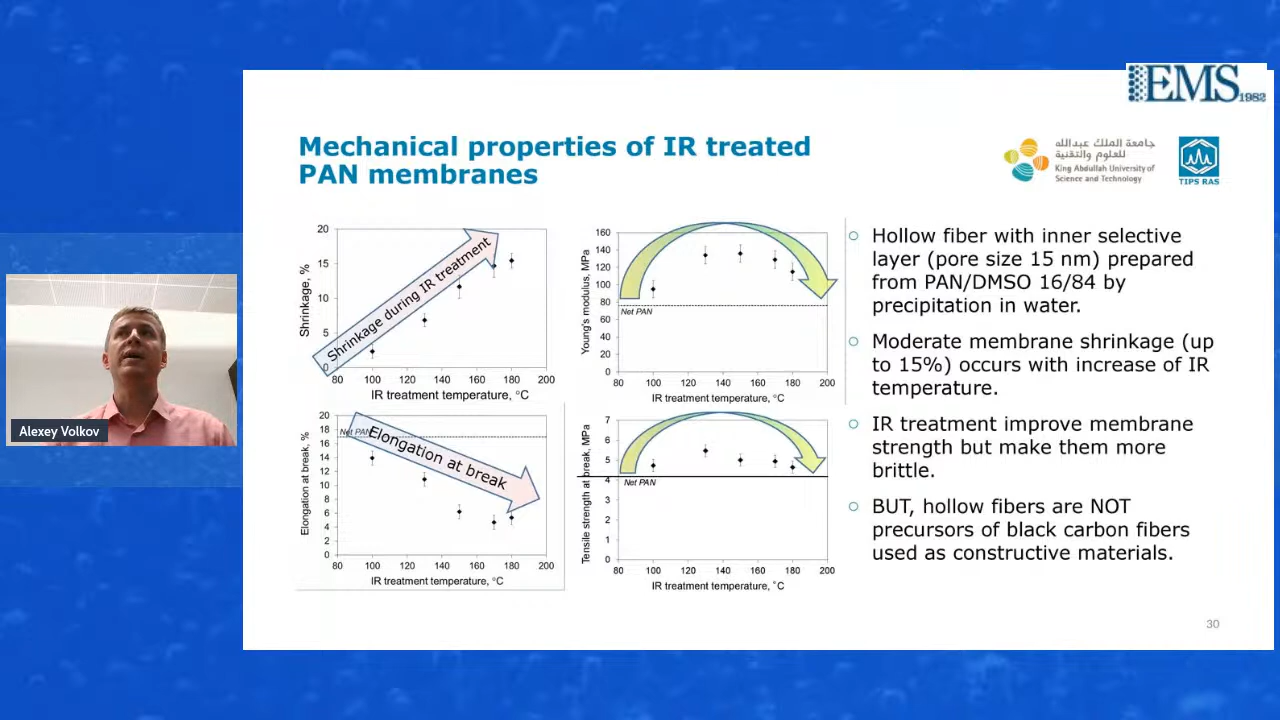 EMS 1982
Mechanical properties of IR treated
PAN membranes
جامعة الملك عبدالله
للعلوم والتقنية
King Abdullah University of
Science and Technology
TIPS RAS
20
15
10
5
0
Shrinkage, %
Shrinkage during IR treatment
80 100 120 140 160 180 200
IR treatment temperature, °C
160
140
120
100
80
60
40
20
0
Young's modulus, MPa
Net PAN
80 100 120 140 160 180 200
IR treatment temperature, °C
20
18
16
14
12
10
8
6
4
2
0
Elongation at break, %
Net PAN
Elongation at break
80 100 120 140 160 180 200
IR treatment temperature, °C
7
6
5
4
3
2
1
0
Tensile strength at break, MPa
Net PAN
80 100 120 140 160 180 200
IR treatment temperature, °C
○ Hollow fiber with inner selective
layer (pore size 15 nm) prepared
from PAN/DMSO 16/84 by
precipitation in water.
○ Moderate membrane shrinkage (up
to 15%) occurs with increase of IR
temperature.
○ IR treatment improve membrane
strength but make them more
brittle.
○ BUT, hollow fibers are NOT
precursors of black carbon fibers
used as constructive materials.
30
Alexey Volkov